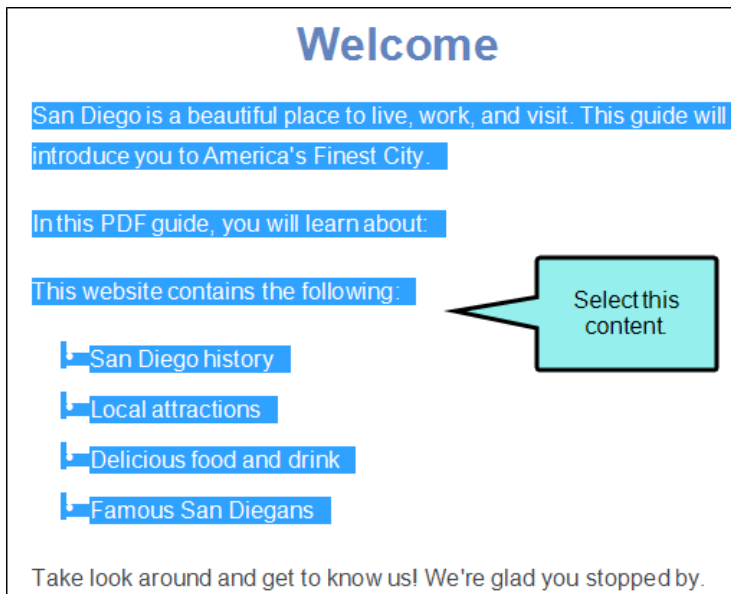 Welcome
San Diego is a beautiful place to live, work, and visit. This guide will
introduce you to America's Finest City.
In this PDF guide, you will learn about:
This website contains the following:
Select this
content.
San Diego history
Local attractions
Delicious food and drink
Famous San Diegans
Take look around and get to know us! We're glad you stopped by.